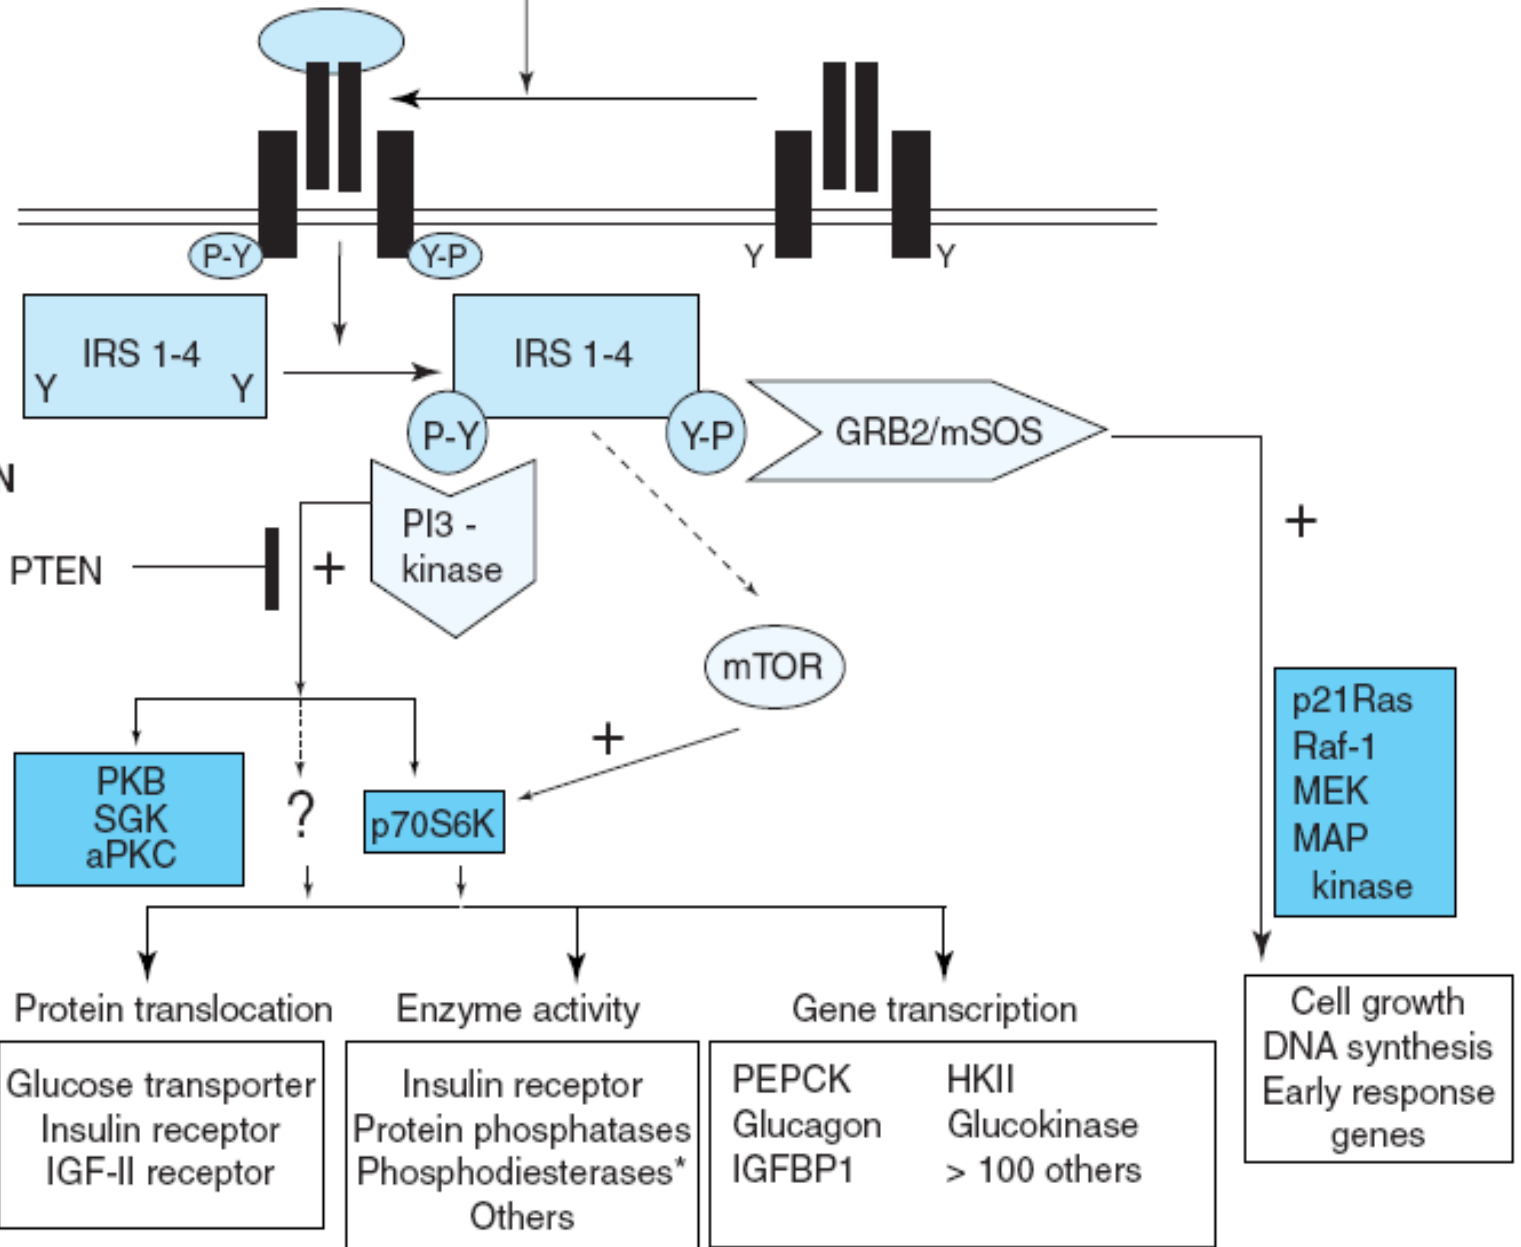 P-Y
Y-P
Y
Y
IRS 1-4
Y
Y
IRS 1-4
P-Y
Y-P
GRB2/mSOS
N
PTEN
+
PI3 -
kinase
+
mTOR
+
p21Ras
Raf-1
MEK
MAP
kinase
PKB
SGK
aPKC
?
p70S6K
Protein translocation
Glucose transporter
Insulin receptor
IGF-II receptor
Enzyme activity
Insulin receptor
Protein phosphatases
Phosphodiesterases*
Others
Gene transcription
PEPCK
Glucagon
IGFBP1
HKII
Glucokinase
> 100 others
Cell growth
DNA synthesis
Early response
genes